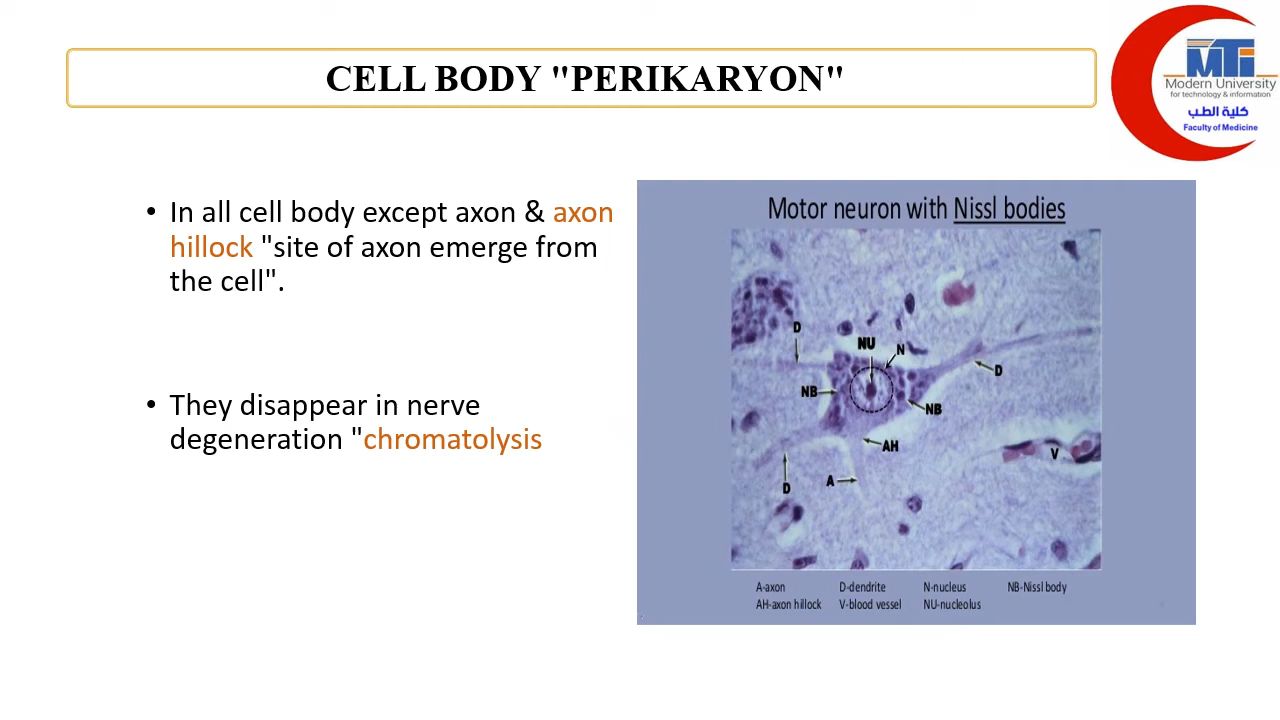 CELL BODY "PERIKARYON"
MTi
Modern University
for technology & information
كلية الطب
Faculty of Medicine
• In all cell body except axon & axon
hillock "site of axon emerge from
the cell".
• They disappear in nerve
degeneration "chromatolysis
Motor neuron with Nissl bodies
D
NU
N
D
NB
NB
AH
V
A
D
A-axon D-dendrite N-nucleus NB-Nissl body
AH-axon hillock V-blood vessel NU-nucleolus